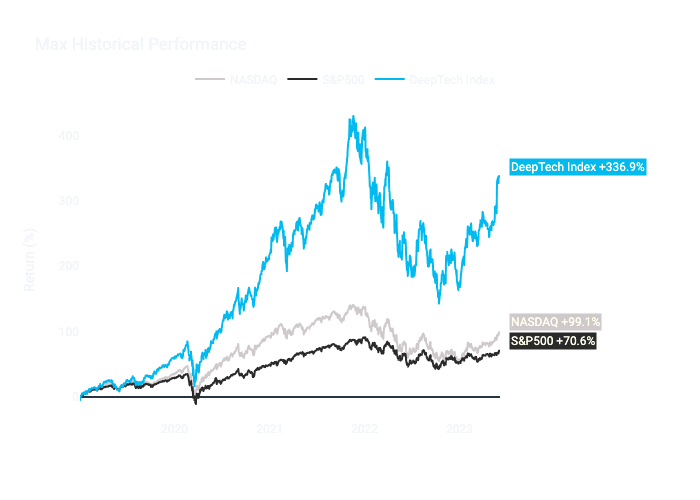 Max Historical Performance
NASDAQ S&P500 DeepTech Index
400
300
200
100
Return (%)
DeepTech Index +336.9%
NASDAQ +99.1%
S&P500 +70.6%
2020 2021 2022 2023